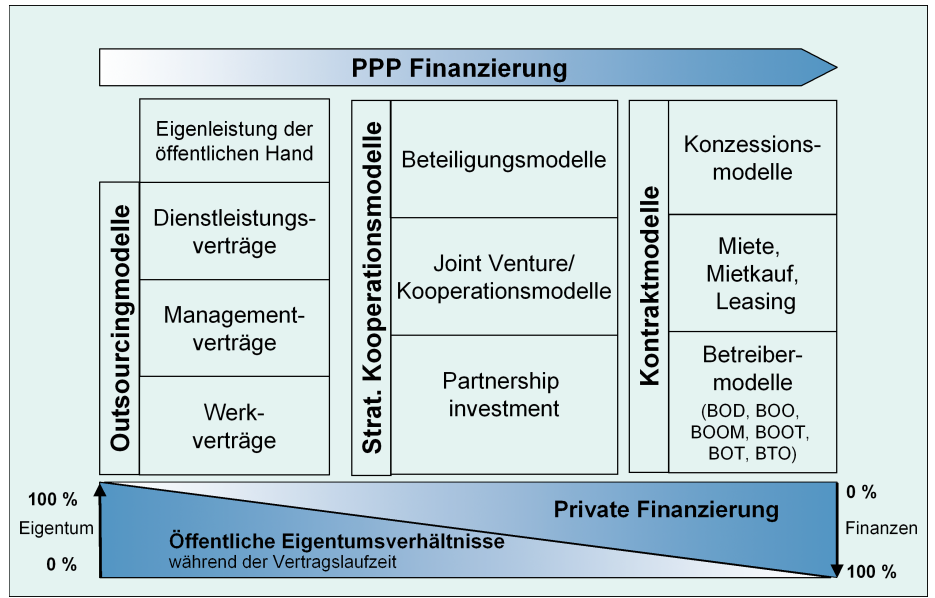 PPP Finanzierung
Outsourcingmodelle
Eigenleistung der
öffentlichen Hand
Dienstleistungs-
verträge
Management-
verträge
Werk-
verträge
Strat. Kooperationsmodelle
Beteiligungsmodelle
Joint Venture/
Kooperationsmodelle
Partnership
investment
Kontraktmodelle
Konzessions-
modelle
Miete,
Mietkauf,
Leasing
Betreiber-
modelle
(BOD, BOO,
BOOM, BOOT,
BOT, BTO)
100 %
Eigentum
0 %
Öffentliche Eigentumsverhältnisse
während der Vertragslaufzeit
Private Finanzierung
0 %
Finanzen
100 %